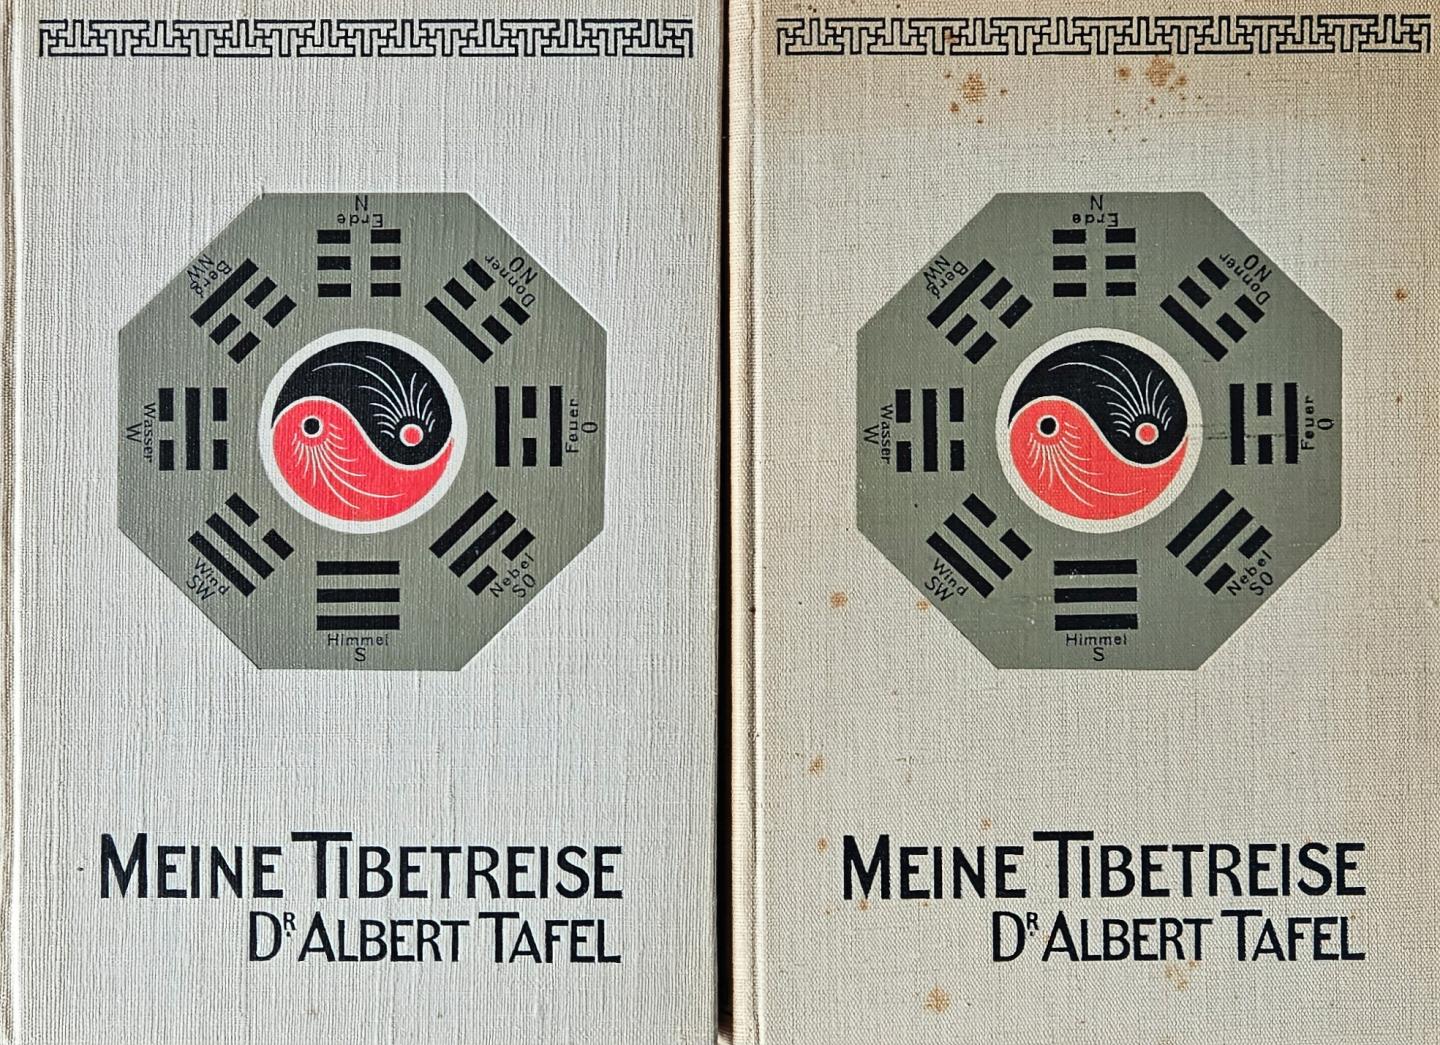 N
Erde
Berg
NW
Donner
NO
Wasser
W
Feuer
O
Wind
SW
Nebel
SO
Himmel
S
MEINE TIBETREISE
DR. ALBERT TAFEL
N
Erde
Berg
NW
Donner
NO
Wasser
W
Feuer
O
Wind
SW
Nebel
SO
Himmel
S
MEINE TIBETREISE
DR. ALBERT TAFEL